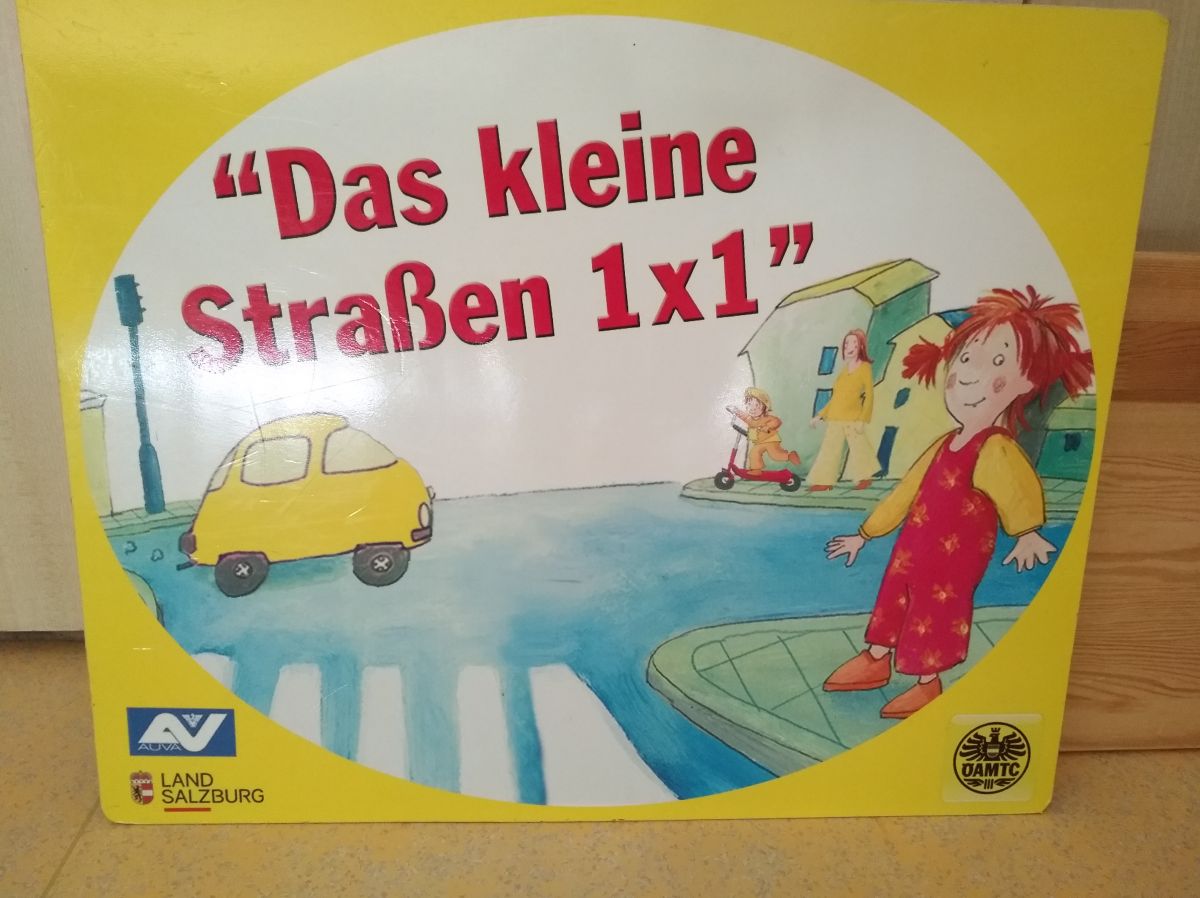 “Das kleine
Straßen 1x1”
AUVA
LAND
SALZBURG
ÖAMTC